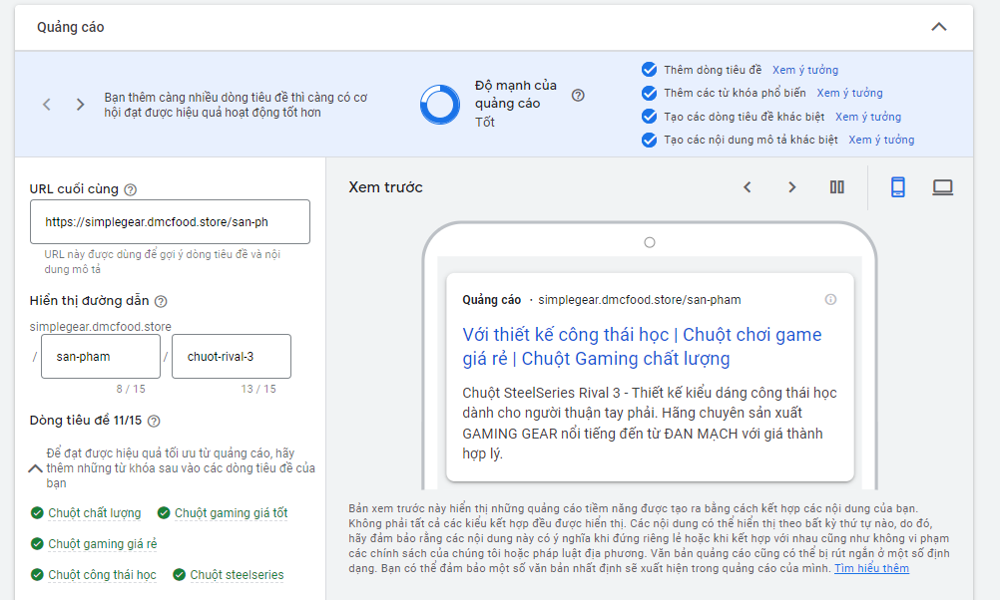 Quảng cáo
Bạn thêm càng nhiều dòng tiêu đề thì càng có cơ
hội đạt được hiệu quả hoạt động tốt hơn
Độ mạnh của
quảng cáo
Tốt
Thêm dòng tiêu đề Xem ý tưởng
Thêm các từ khóa phổ biến Xem ý tưởng
Tạo các dòng tiêu đề khác biệt Xem ý tưởng
Tạo các nội dung mô tả khác biệt Xem ý tưởng
URL cuối cùng
https://simplegear.dmcfood.store/san-ph
URL này được dùng để gợi ý dòng tiêu đề và nội
dung mô tả
Hiển thị đường dẫn
simplegear.dmcfood.store
/ san-pham / chuot-rival-3
8 / 15 13 / 15
Dòng tiêu đề 11/15
Để đạt được hiệu quả tối ưu từ quảng cáo, hãy
thêm những từ khóa sau vào các dòng tiêu đề của
bạn
Chuột chất lượng Chuột gaming giá tốt
Chuột gaming giá rẻ
Chuột công thái học Chuột steelseries
Xem trước
Quảng cáo · simplegear.dmcfood.store/san-pham
Với thiết kế công thái học | Chuột chơi game
giá rẻ | Chuột Gaming chất lượng
Chuột SteelSeries Rival 3 - Thiết kế kiểu dáng công thái học
dành cho người thuận tay phải. Hãng chuyên sản xuất
GAMING GEAR nổi tiếng đến từ ĐAN MẠCH với giá thành
hợp lý.
Bản xem trước này hiển thị những quảng cáo tiềm năng được tạo ra bằng cách kết hợp các nội dung của bạn.
Không phải tất cả các kiểu kết hợp đều được hiển thị. Các nội dung có thể hiển thị theo bất kỳ thứ tự nào, do đó,
hãy đảm bảo rằng các nội dung này có ý nghĩa khi đứng riêng lẻ hoặc khi kết hợp với nhau cũng như không vi phạm
các chính sách của chúng tôi hoặc pháp luật địa phương. Văn bản quảng cáo cũng có thể bị rút ngắn ở một số định
dạng. Bạn có thể đảm bảo một số văn bản nhất định sẽ xuất hiện trong quảng cáo của mình. Tìm hiểu thêm